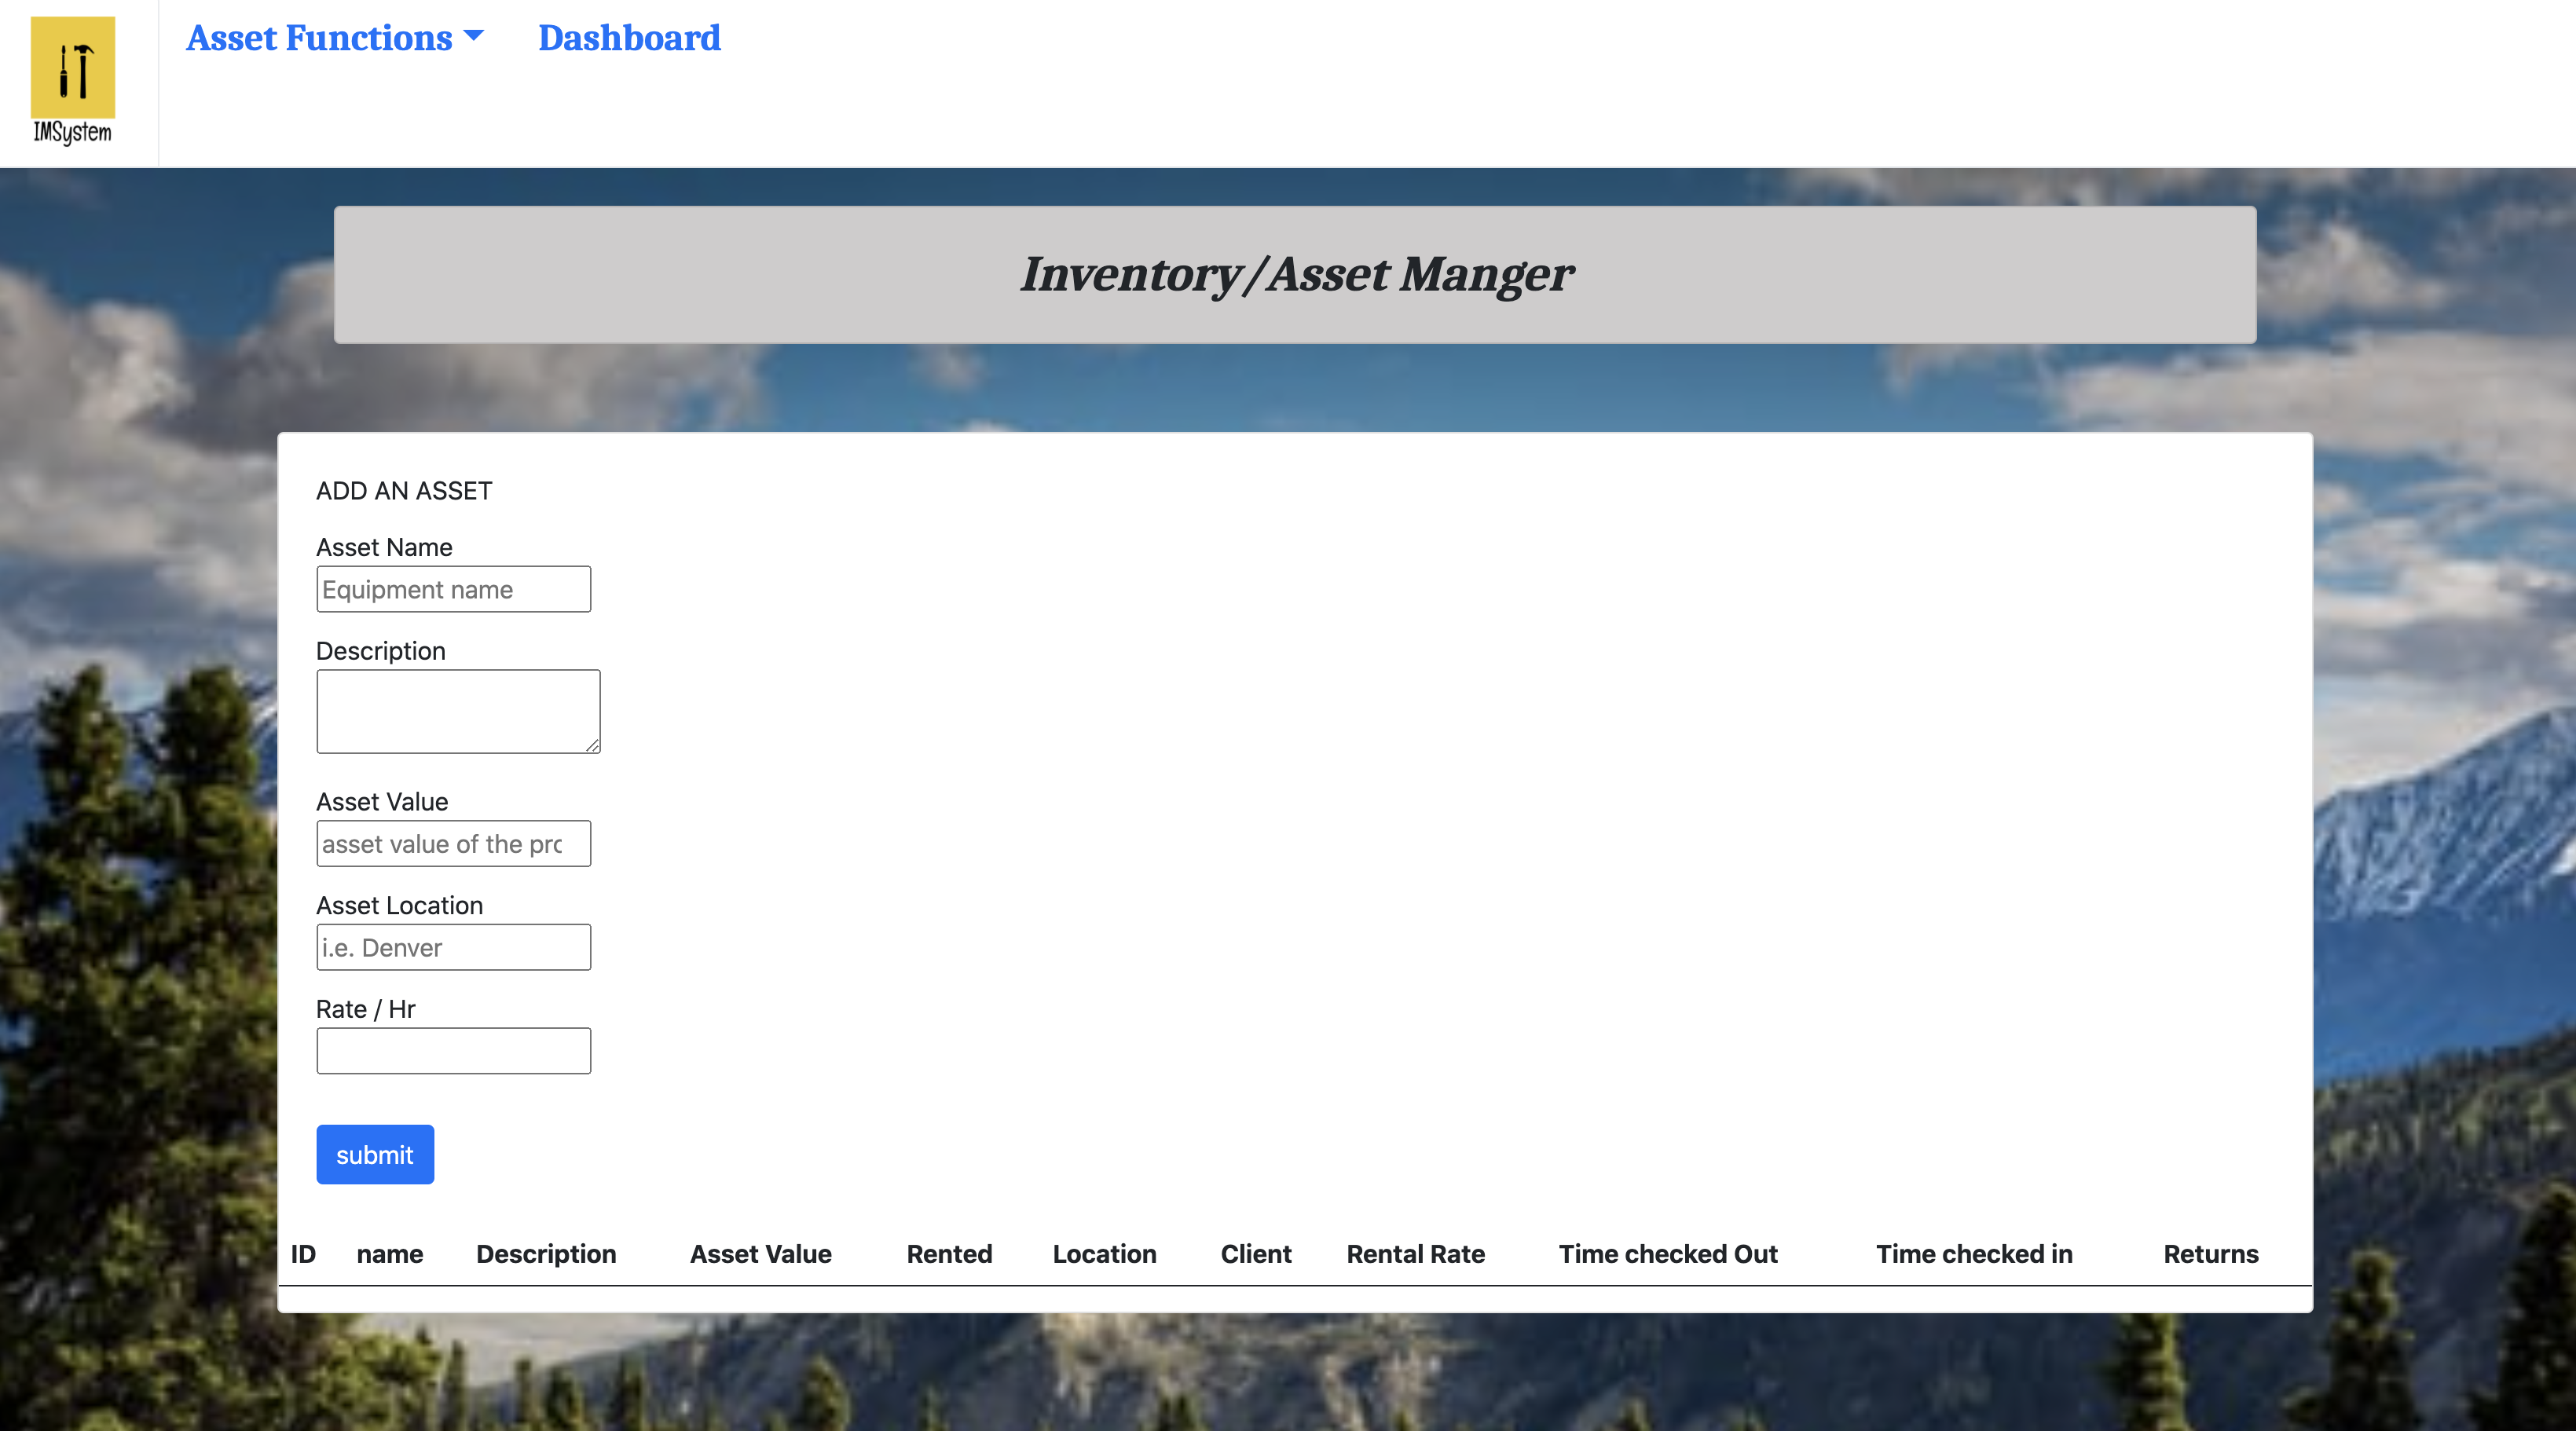 IMSystem
Asset Functions Dashboard
Inventory/Asset Manger
ADD AN ASSET
Asset Name
Equipment name
Description
Asset Value
asset value of the prc
Asset Location
i.e. Denver
Rate / Hr
submit
ID name Description Asset Value Rented Location Client Rental Rate Time checked Out Time checked in Returns